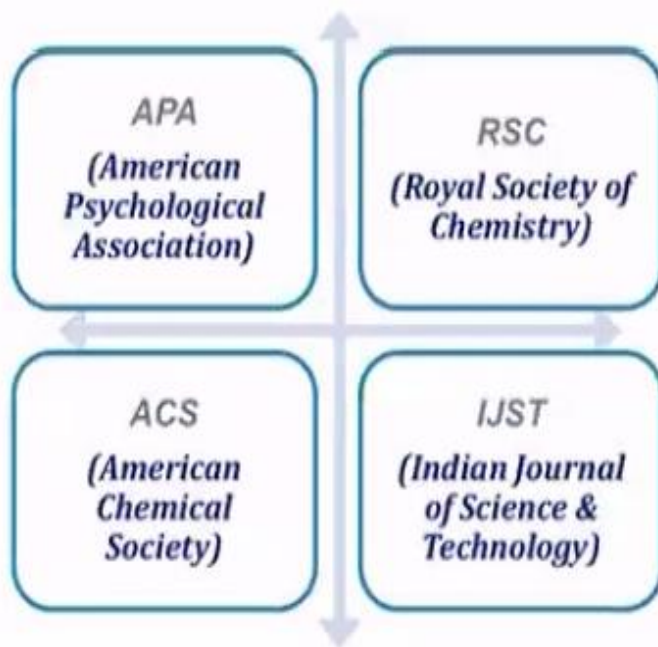 APA
(American
Psychological
Association)
RSC
(Royal Society of
Chemistry)
ACS
(American
Chemical
Society)
IJST
(Indian Journal
of Science &
Technology)